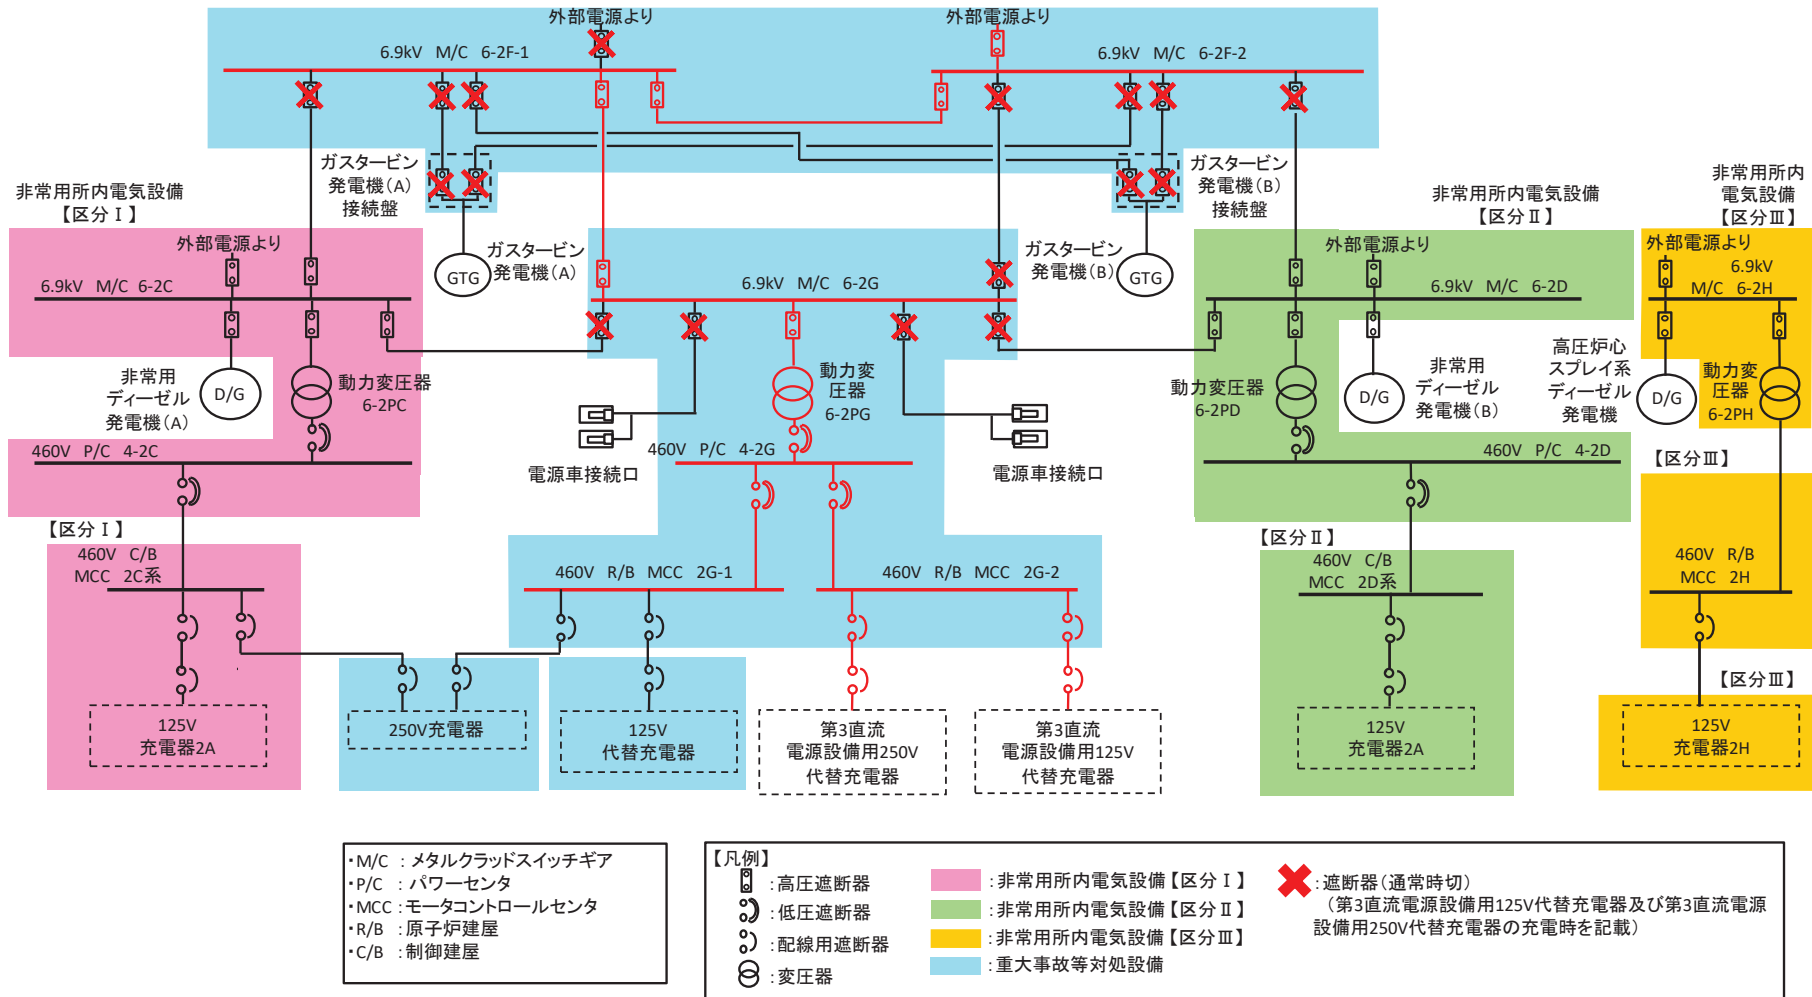 外部電源より
外部電源より
6.9kV M/C 6-2F-1
6.9kV M/C 6-2F-2
ガスタービン
発電機(A)
接続盤
ガスタービン
発電機(B)
接続盤
非常用所内電気設備
【区分Ⅰ】
非常用所内電気設備
【区分Ⅱ】
非常用所内
電気設備
【区分Ⅲ】
外部電源より
GTG
ガスタービン
発電機(A)
ガスタービン
発電機(B)
GTG
外部電源より
外部電源より
6.9kV M/C 6-2C
6.9kV M/C 6-2G
6.9kV M/C 6-2D
6.9kV
M/C 6-2H
非常用
ディーゼル
発電機(A)
D/G
動力変圧器
6-2PC
動力変
圧器
6-2PG
動力変圧器
6-2PD
D/G
非常用
ディーゼル
発電機(B)
高圧炉心
スプレイ系
ディーゼル
発電機
D/G
動力変
圧器
6-2PH
460V P/C 4-2C
460V P/C 4-2G
460V P/C 4-2D
電源車接続口
電源車接続口
【区分Ⅲ】
【区分Ⅰ】
【区分Ⅱ】
460V C/B
MCC 2C系
460V R/B MCC 2G-1
460V R/B MCC 2G-2
460V C/B
MCC 2D系
460V R/B
MCC 2H
【区分Ⅲ】
125V
充電器2A
250V充電器
125V
代替充電器
第3直流
電源設備用250V
代替充電器
第3直流
電源設備用125V
代替充電器
125V
充電器2A
125V
充電器2H
・M/C : メタルクラッドスイッチギア
・P/C : パワーセンタ
・MCC : モータコントロールセンタ
・R/B : 原子炉建屋
・C/B : 制御建屋
【凡例】
:高圧遮断器
:低圧遮断器
:配線用遮断器
:変圧器
:非常用所内電気設備【区分Ⅰ】
:非常用所内電気設備【区分Ⅱ】
:非常用所内電気設備【区分Ⅲ】
:重大事故等対処設備
:遮断器(通常時切)
(第3直流電源設備用125V代替充電器及び第3直流電源
設備用250V代替充電器の充電時を記載)